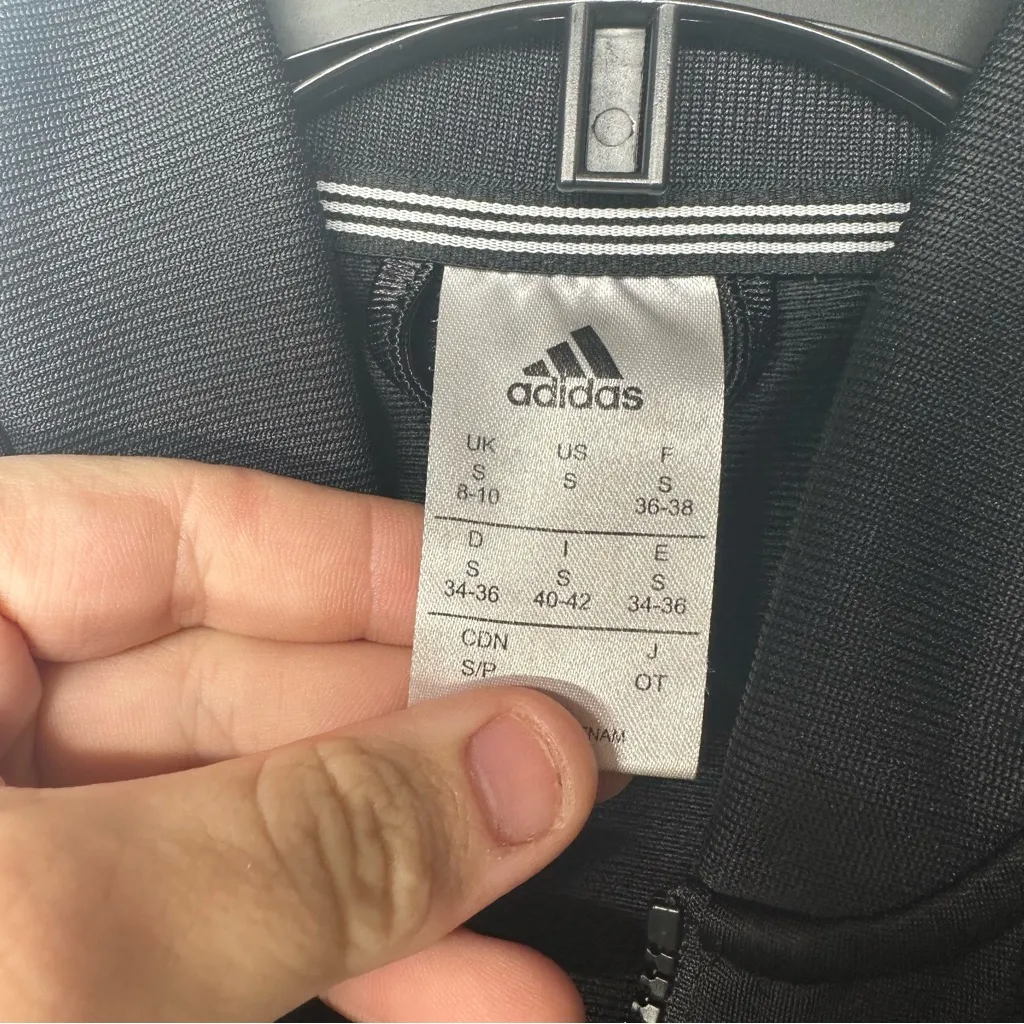 adidas
UK US F
S S S
8-10 36-38
D I E
S S S
34-36 40-42 34-36
CDN J
S/P OT